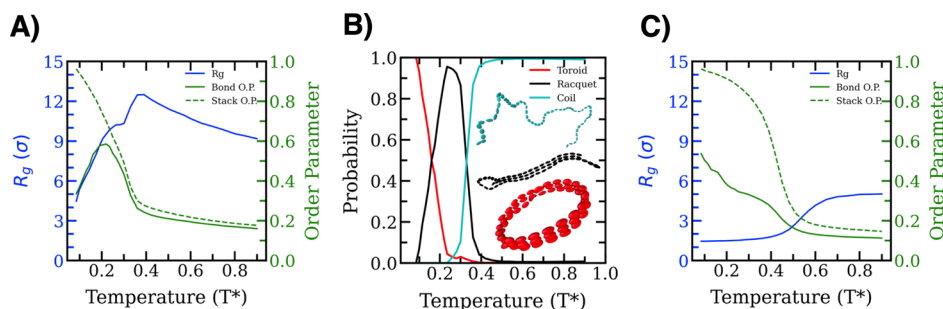 A)
B)
C)
15
12
9
6
3
0
Rg (σ)
0.2 0.4 0.6 0.8
Temperature (T*)
1.0
0.8
0.6
0.4
0.2
0.0
Order Parameter
Rg
Bond O.P.
Stack O.P.
1.0
0.8
0.6
0.4
0.2
0.0
Probability
0.0 0.2 0.4 0.6 0.8 1.0
Temperature (T*)
Toroid
Racquet
Coil
15
12
9
6
3
0
Rg (σ)
0.2 0.4 0.6 0.8
Temperature (T*)
1.0
0.8
0.6
0.4
0.2
0.0
Order Parameter
Rg
Bond O.P.
Stack O.P.